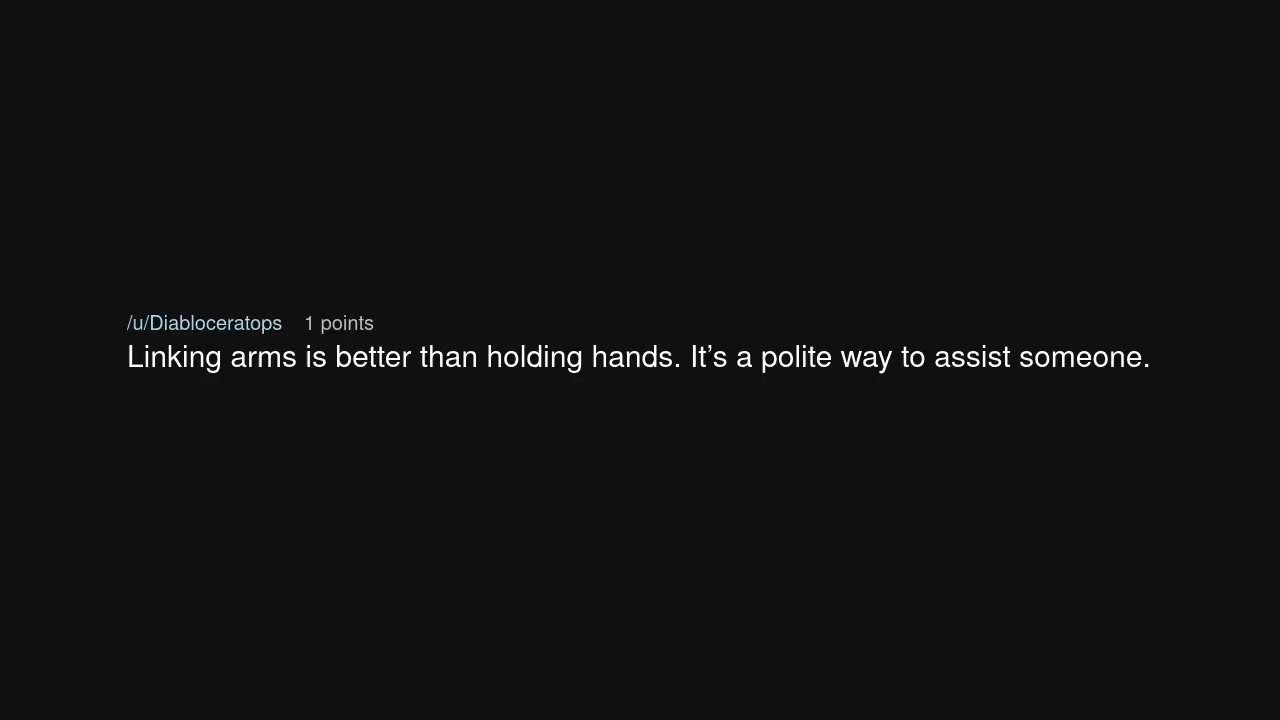 /u/Diabloceratops 1 points
Linking arms is better than holding hands. It’s a polite way to assist someone.